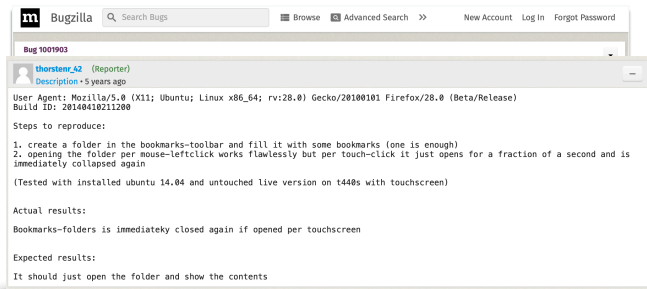 m Bugzilla Search Bugs Browse Advanced Search >> New Account Log In Forgot Password
Bug 1001903
thorstenr_42 (Reporter)
Description • 5 years ago
User Agent: Mozilla/5.0 (X11; Ubuntu; Linux x86_64; rv:28.0) Gecko/20100101 Firefox/28.0 (Beta/Release)
Build ID: 20140410211200
Steps to reproduce:
1. create a folder in the bookmarks-toolbar and fill it with some bookmarks (one is enough)
2. opening the folder per mouse-leftclick works flawlessly but per touch-click it just opens for a fraction of a second and is
immediately collapsed again
(Tested with installed ubuntu 14.04 and untouched live version on t440s with touchscreen)
Actual results:
Bookmarks-folders is immediateky closed again if opened per touchscreen
Expected results:
It should just open the folder and show the contents